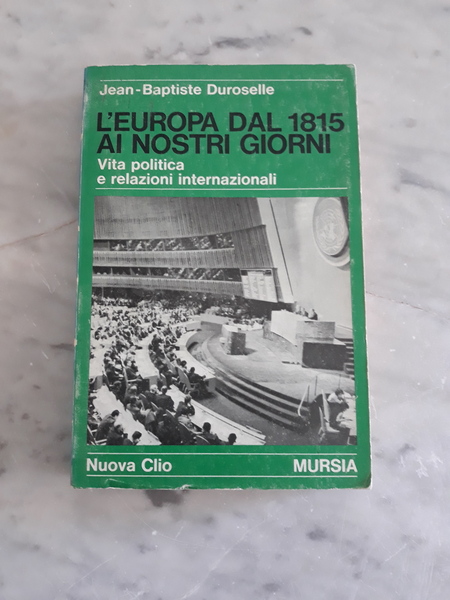 Jean-Baptiste Duroselle
L'EUROPA DAL 1815
AI NOSTRI GIORNI
Vita politica
e relazioni internazionali
Nuova Clio
MURSIA